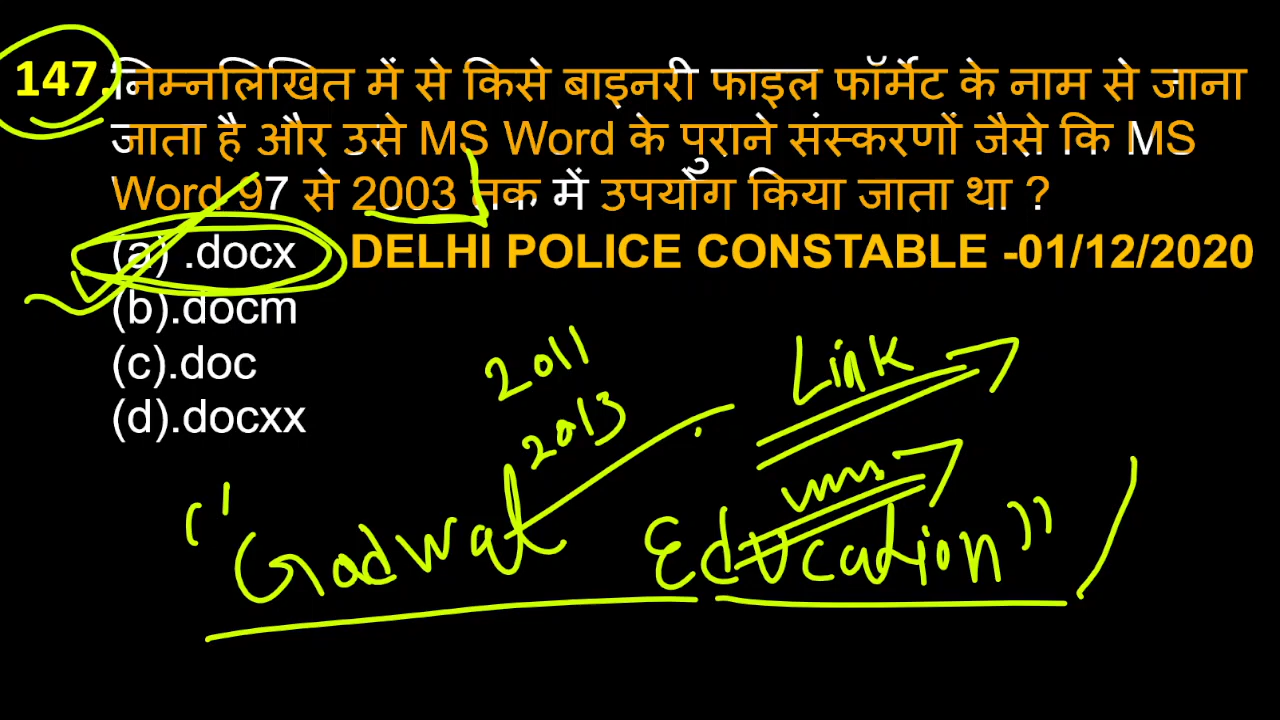 147.निम्नलिखित में से किसे बाइनरी फाइल फॉर्मेट के नाम से जाना
जाता है और उसे MS Word के पुराने संस्करणों जैसे कि MS
Word 97 से 2003 तक में उपयोग किया जाता था ?
(a) .docx DELHI POLICE CONSTABLE -01/12/2020
(b).docm
(c).doc
(d).docxx
2011
2013
Link
"Gadwal Education"